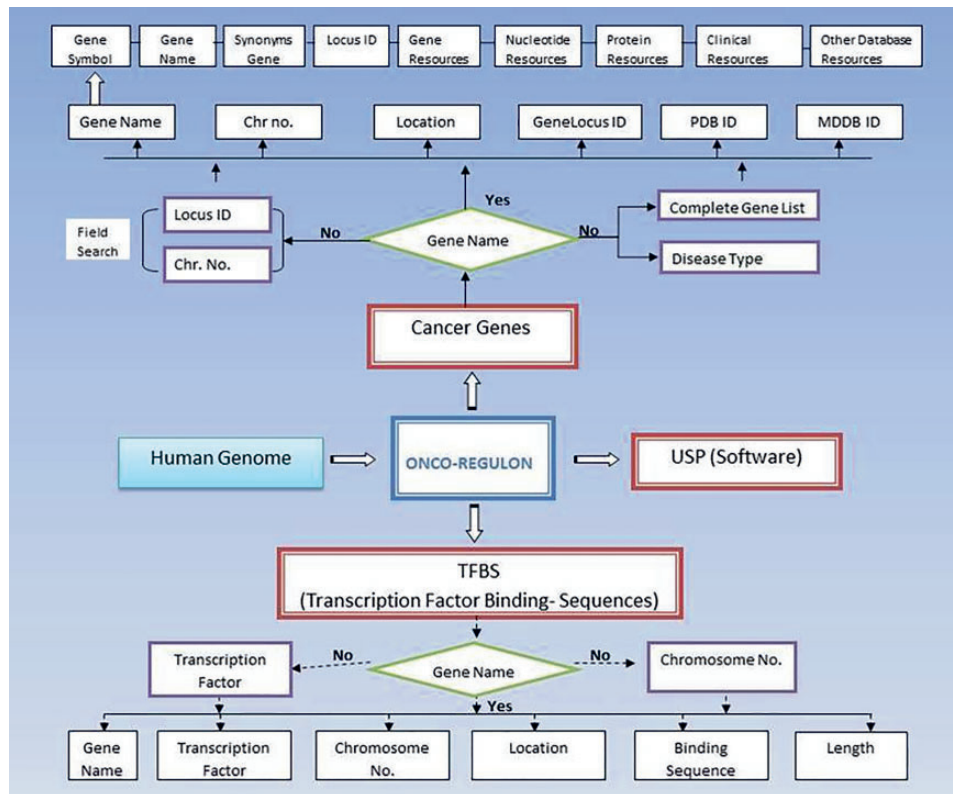 Gene
Symbol
Gene
Name
Synonyms
Gene
Locus ID
Gene
Resources
Nucleotide
Resources
Protein
Resources
Clinical
Resources
Other Database
Resources
Gene Name
Chr no.
Location
GeneLocus ID
PDB ID
MDDB ID
Yes
Field
Search
Locus ID
Chr. No.
No
Gene Name
No
Complete Gene List
Disease Type
Cancer Genes
Human Genome
ONCO-REGULON
USP (Software)
TFBS
(Transcription Factor Binding- Sequences)
Transcription
Factor
No
Gene Name
No
Chromosome No.
Yes
Gene
Name
Transcription
Factor
Chromosome
No.
Location
Binding
Sequence
Length